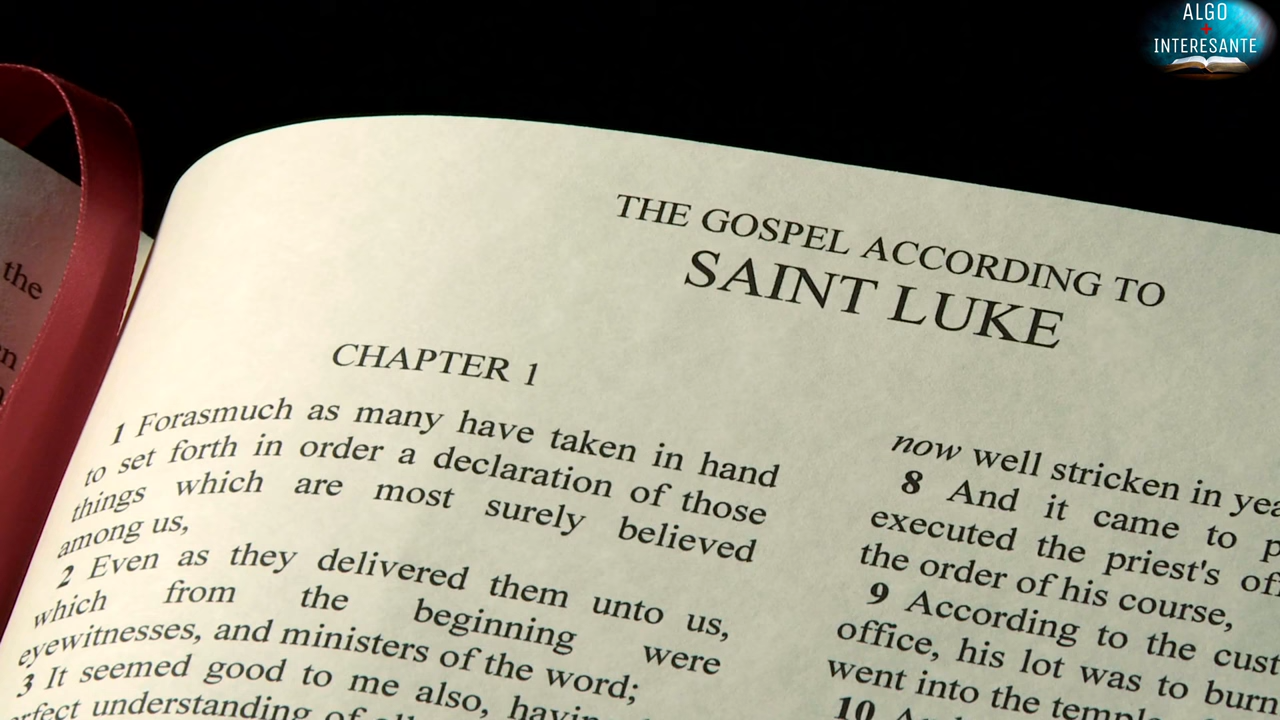 ALGO
+
INTERESANTE
the
THE GOSPEL ACCORDING TO
SAINT LUKE
CHAPTER 1
1 Forasmuch as many have taken in hand
to set forth in order a declaration of those
things which are most surely believed
among us,
2 Even as they delivered them unto us,
which from the beginning were
eyewitnesses, and ministers of the word;
3 It seemed good to me also,
understanding of
now well stricken in
8 And it came to
executed the priest's
the order of his course,
9 According to the
office, his lot was to burn
went into the
10